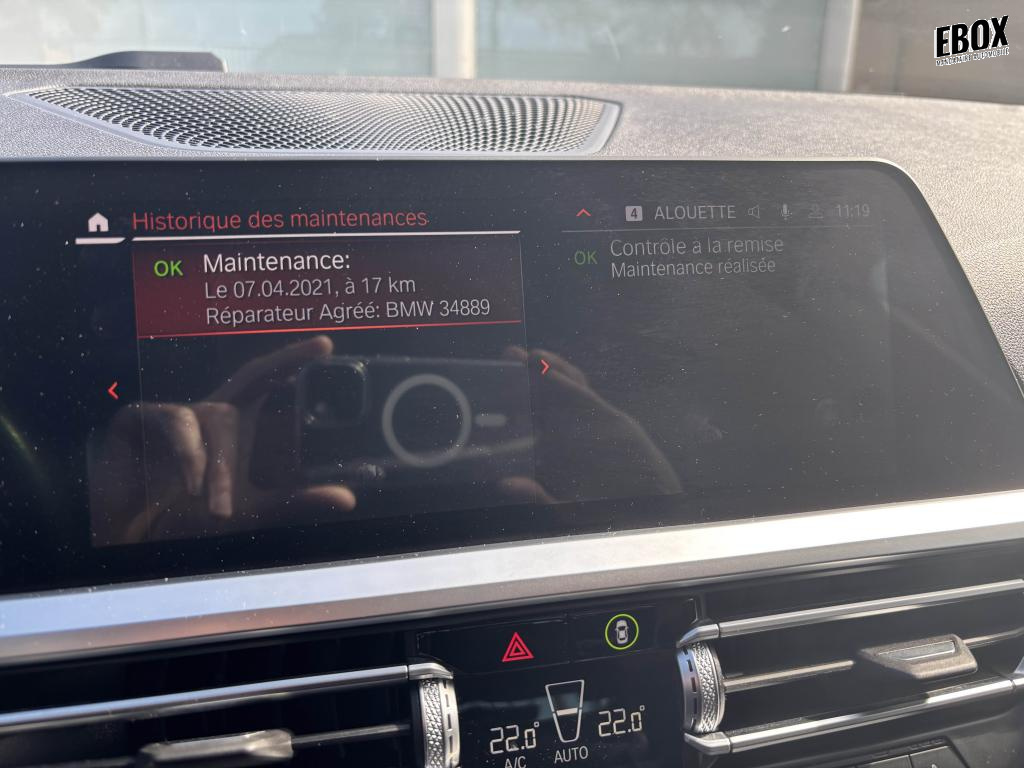 EBOX
Historique des maintenances
4 ALOUETTE 11:19
OK Maintenance:
Le 07.04.2021, à 17 km
Réparateur Agréé: BMW 34889
OK Contrôle à la remise
Maintenance réalisée
22.0° 22.0°
A/C AUTO